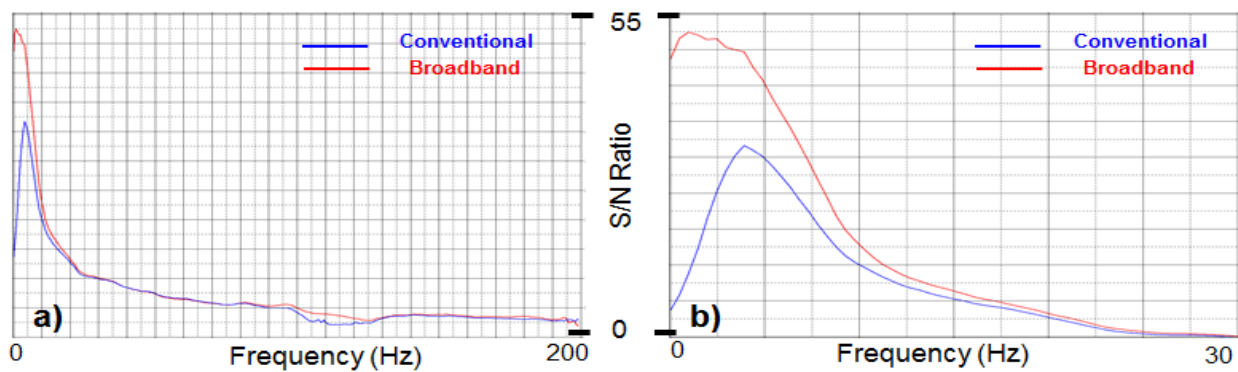 Conventional
Broadband
a)
0
Frequency (Hz)
200
55
S/N Ratio
0
Conventional
Broadband
b)
0
Frequency (Hz)
30